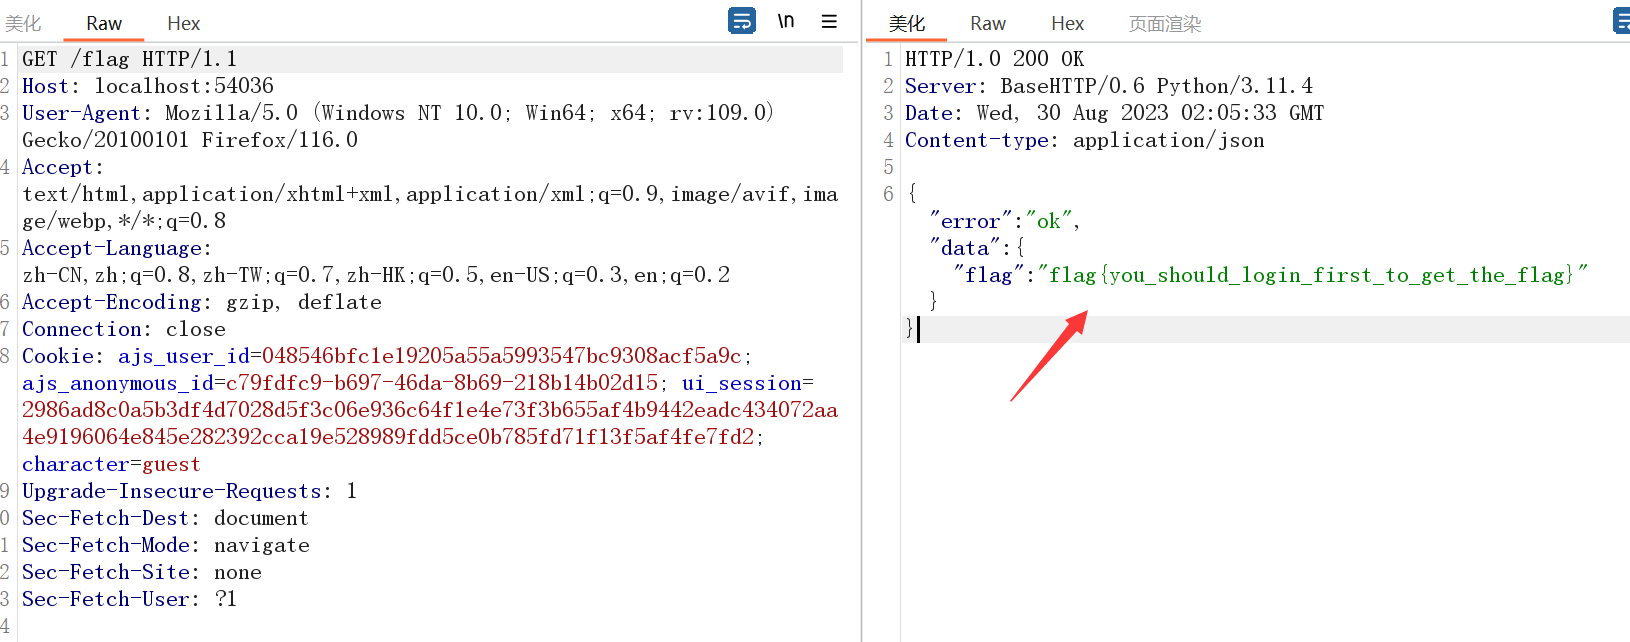 美化 Raw Hex \n
1 GET /flag HTTP/1.1
2 Host: localhost:54036
3 User-Agent: Mozilla/5.0 (Windows NT 10.0; Win64; x64; rv:109.0)
Gecko/20100101 Firefox/116.0
4 Accept:
text/html,application/xhtml+xml,application/xml;q=0.9,image/avif,ima
ge/webp,*/*;q=0.8
5 Accept-Language:
zh-CN,zh;q=0.8,zh-TW;q=0.7,zh-HK;q=0.5,en-US;q=0.3,en;q=0.2
6 Accept-Encoding: gzip, deflate
7 Connection: close
8 Cookie: ajs_user_id=048546bfc1e19205a55a5993547bc9308acf5a9c;
ajs_anonymous_id=c79fdfc9-b697-46da-8b69-218b14b02d15; ui_session=
2986ad8c0a5b3df4d7028d5f3c06e936c64f1e4e73f3b655af4b9442eadc434072aa
4e9196064e845e282392cca19e528989fdd5ce0b785fd71f13f5af4fe7fd2;
character=guest
9 Upgrade-Insecure-Requests: 1
0 Sec-Fetch-Dest: document
1 Sec-Fetch-Mode: navigate
2 Sec-Fetch-Site: none
3 Sec-Fetch-User: ?1
4
美化 Raw Hex 页面渲染
1 HTTP/1.0 200 OK
2 Server: BaseHTTP/0.6 Python/3.11.4
3 Date: Wed, 30 Aug 2023 02:05:33 GMT
4 Content-type: application/json
5
6 {
"error":"ok",
"data":{
"flag":"flag{you_should_login_first_to_get_the_flag}"
}
}